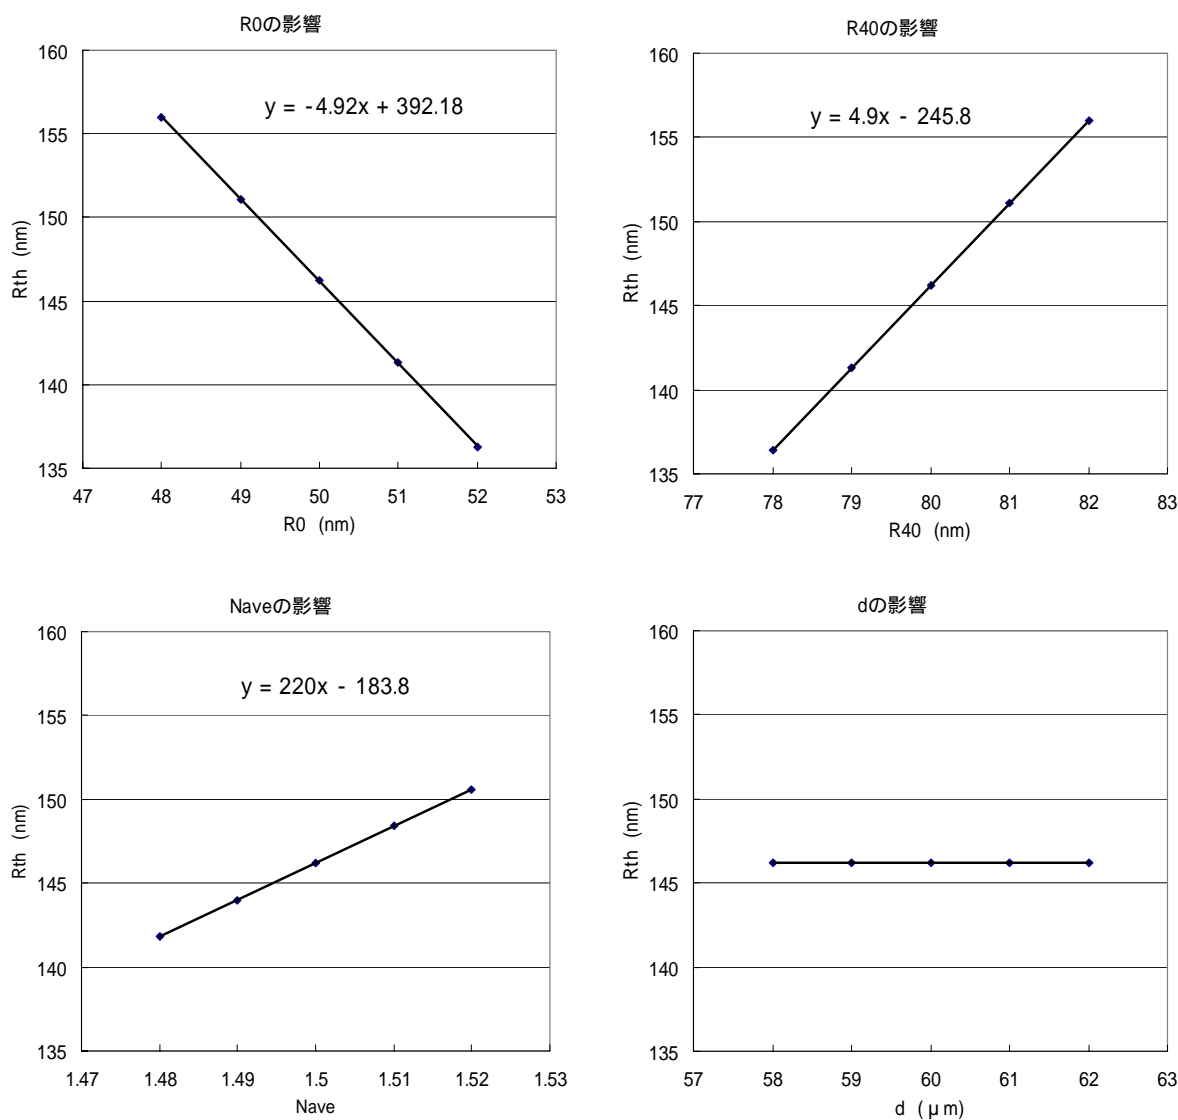 R0の影響
160
155
150
145
140
135
Rth (nm)
y = -4.92x + 392.18
47 48 49 50 51 52 53
R0 (nm)
R40の影響
160
155
150
145
140
135
Rth (nm)
y = 4.9x - 245.8
77 78 79 80 81 82 83
R40 (nm)
Naveの影響
160
155
150
145
140
135
Rth (nm)
y = 220x - 183.8
1.47 1.48 1.49 1.5 1.51 1.52 1.53
Nave
dの影響
160
155
150
145
140
135
Rth (nm)
57 58 59 60 61 62 63
d (μm)